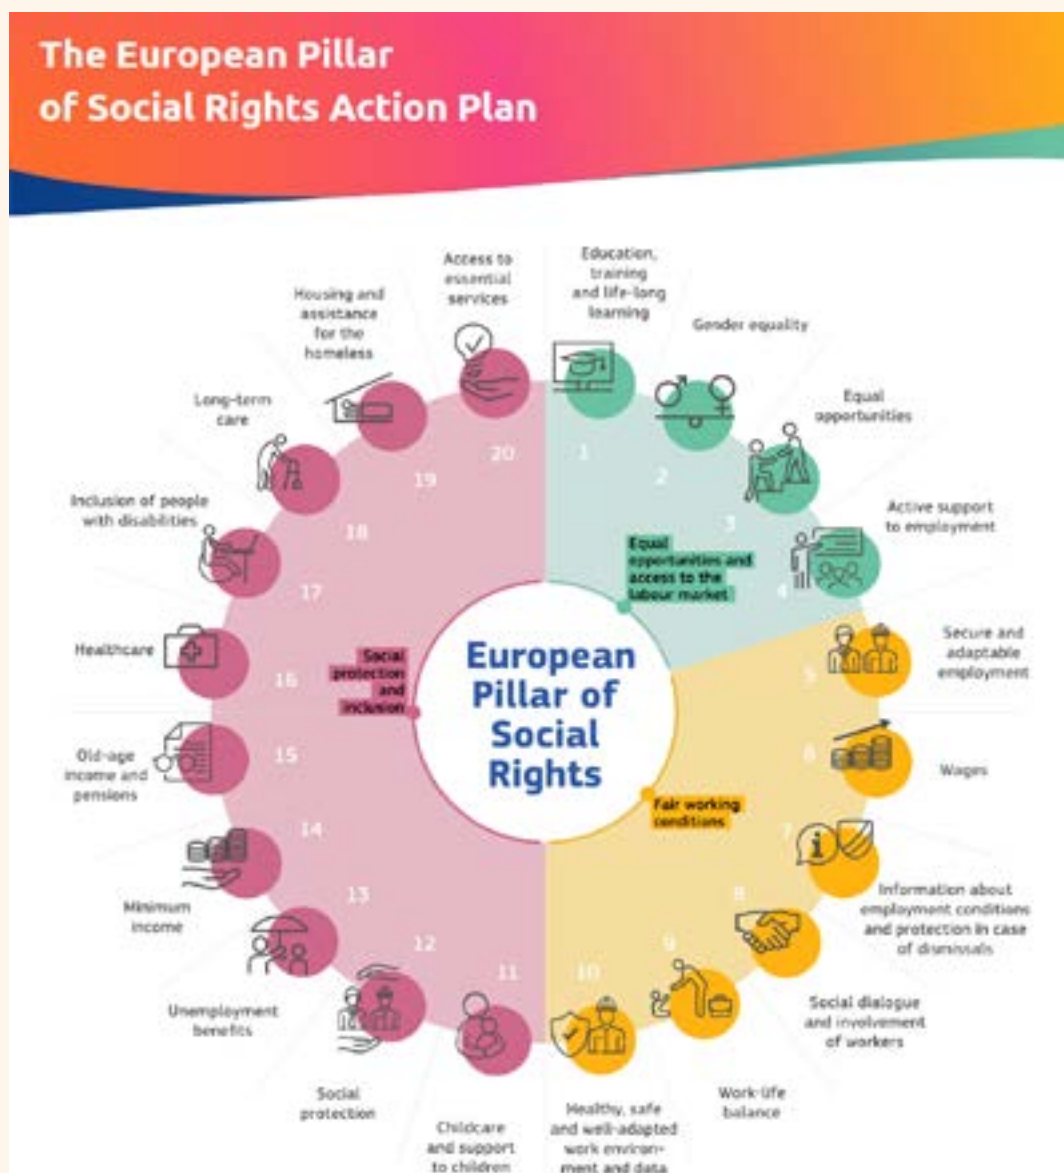 The European Pillar
of Social Rights Action Plan
Access to
essential
services
Education,
training
and life-long
learning
Housing and
assistance
for the
homeless
Gender equality
Long-term
care
Equal
opportunities
Inclusion of people
with disabilities
Active support
to employment
20
1
19
2
18
3
17
4
Equal
opportunities and
access to the
labour market
Healthcare
16
Social
protection
and
inclusion
European
Pillar of
Social
Rights
5
Secure and
adaptable
employment
Old-age
income and
pensions
15
6
Wages
Fair working
conditions
14
7
Minimum
income
13
8
Information about
employment conditions
and protection in case
of dismissals
12
9
11
10
Unemployment
benefits
Social dialogue
and involvement
of workers
Social
protection
Work-life
balance
Childcare
and support
to children
Healthy, safe
and well-adapted
work environ-
ment and data